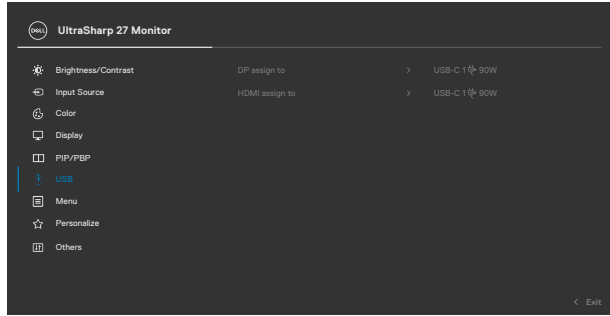 DELL UltraSharp 27 Monitor
Brightness/Contrast DP assign to > USB-C 1 90W
Input Source HDMI assign to > USB-C 1 90W
Color
Display
PIP/PBP
USB
Menu
Personalize
Others
< Exit